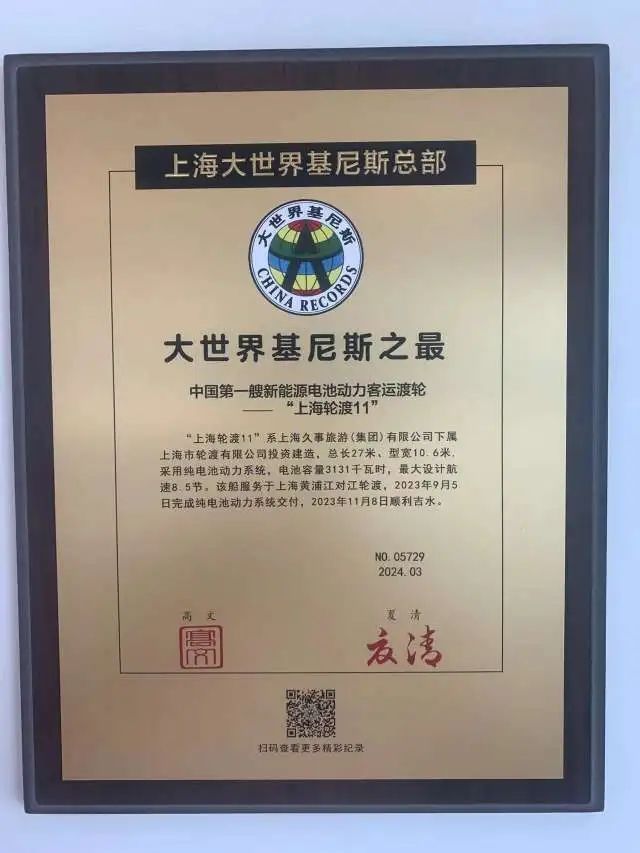 上海大世界基尼斯总部
大世界基尼斯
CHINA RECORDS
大世界基尼斯之最
中国第一艘新能源电池动力客运渡轮
——“上海轮渡11”
“上海轮渡11”系上海久事旅游(集团)有限公司下属
上海市轮渡有限公司投资建造，总长27米、型宽10.6米,
采用纯电池动力系统，电池容量3131千瓦时，最大设计航
速8.5节。该船服务于上海黄浦江对江轮渡，2023年9月5
日完成纯电池动力系统交付，2023年11月8日顺利吉水。
NO.05729
2024.03
高文 夏清
高文 夏清
扫码查看更多精彩纪录